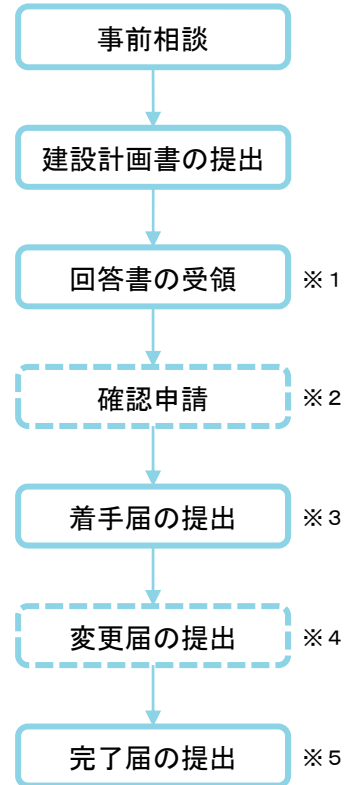 事前相談
建設計画書の提出
回答書の受領 ※1
確認申請 ※2
着手届の提出 ※3
変更届の提出 ※4
完了届の提出 ※5